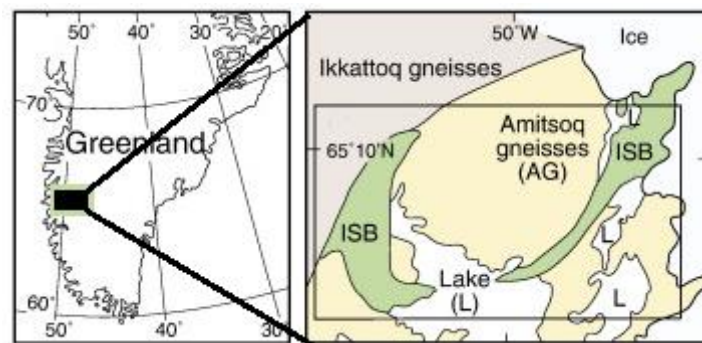 50° 40° 30° 20°
70°
Greenland
60°
50° 40° 30°
50°W
Ice
Ikkattoq gneisses
L
Amitsoq
gneisses
(AG)
65°10'N
ISB
ISB
L
Lake
(L)
L